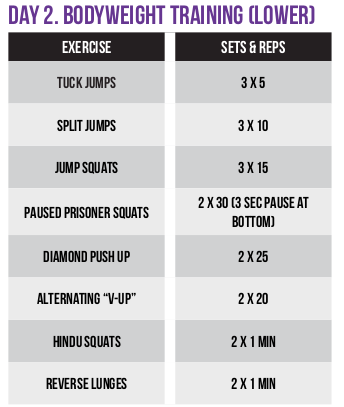 DAY 2. BODYWEIGHT TRAINING (LOWER)
EXERCISE SETS & REPS
TUCK JUMPS 3 X 5
SPLIT JUMPS 3 X 10
JUMP SQUATS 3 X 15
PAUSED PRISONER SQUATS 2 X 30 (3 SEC PAUSE AT
BOTTOM)
DIAMOND PUSH UP 2 X 25
ALTERNATING “V-UP” 2 X 20
HINDU SQUATS 2 X 1 MIN
REVERSE LUNGES 2 X 1 MIN